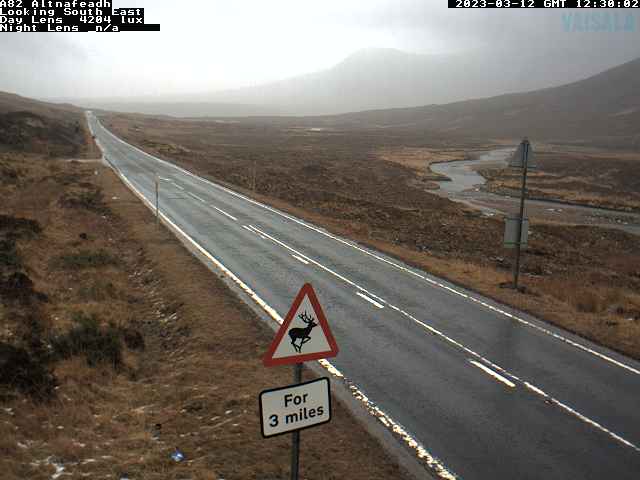 A82 Altnafeadh
Looking South East
Day Lens 4204 lux
Night Lens n/a
2023-03-12 GMT 12:30:02
VAISALA
For
3 miles